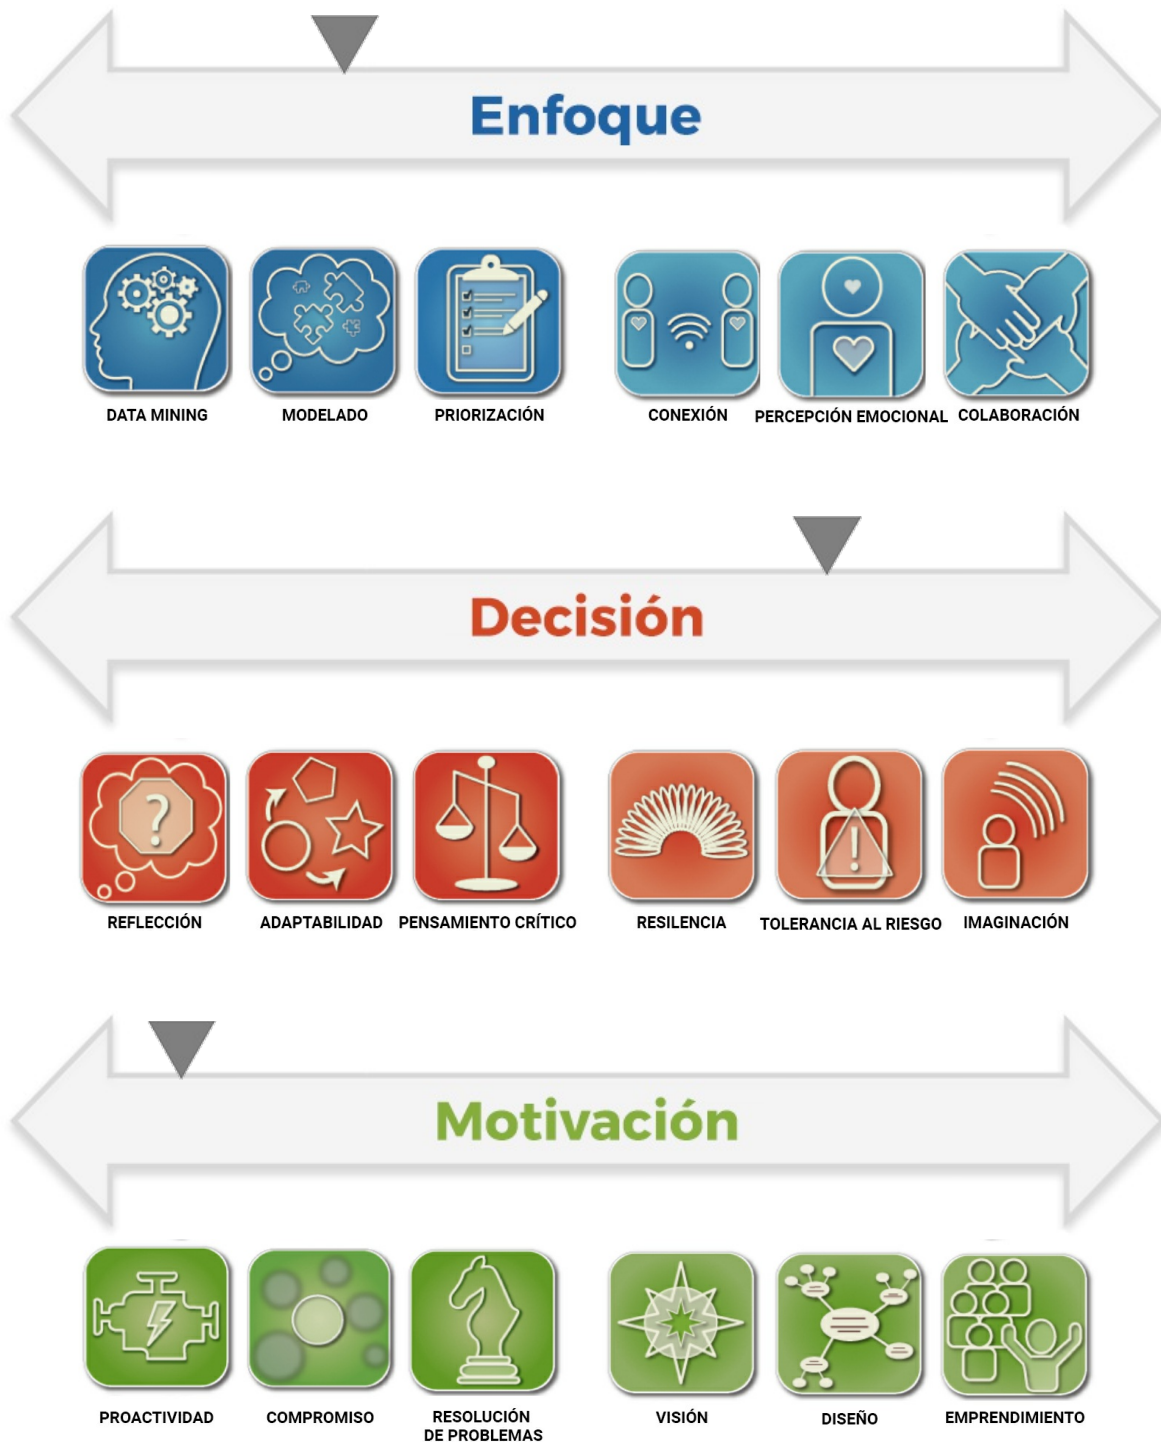 Enfoque
DATA MINING
MODELADO
PRIORIZACIÓN
CONEXIÓN
PERCEPCIÓN EMOCIONAL
COLABORACIÓN
Decisión
?
!
REFLECCIÓN
ADAPTABILIDAD
PENSAMIENTO CRÍTICO
RESILENCIA
TOLERANCIA AL RIESGO
IMAGINACIÓN
Motivación
PROACTIVIDAD
COMPROMISO
RESOLUCIÓN
DE PROBLEMAS
VISIÓN
DISEÑO
EMPRENDIMIENTO